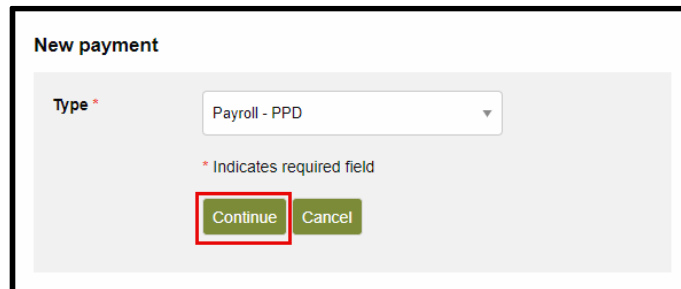 New payment
Type *
Payroll - PPD
* Indicates required field
Continue Cancel